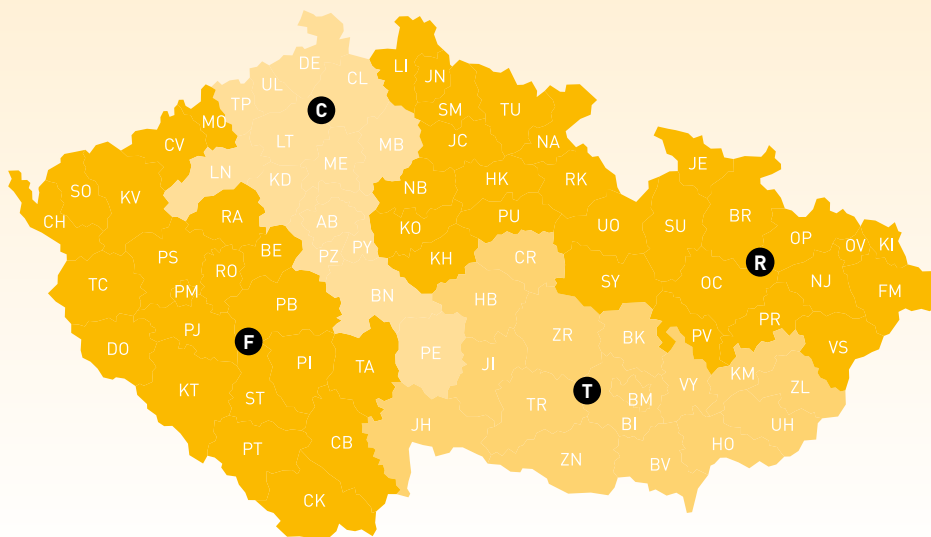 DE
LI
JN
UL
CL
TP
C
SM
TU
MO
CV
LT
MB
JC
NA
ME
LN
KD
JE
SO
KV
NB
HK
RK
CH
RA
AB
KO
PU
UO
SU
BR
OP
OV
KI
BE
PZ
PY
KH
CR
PS
RO
R
TC
PM
PB
BN
HB
SY
OC
NJ
FM
PJ
DO
F
PI
TA
PE
ZR
BK
PV
PR
VS
JI
KT
ST
TR
T
BM
VY
KM
ZL
JH
BI
UH
PT
CB
ZN
BV
HO
CK